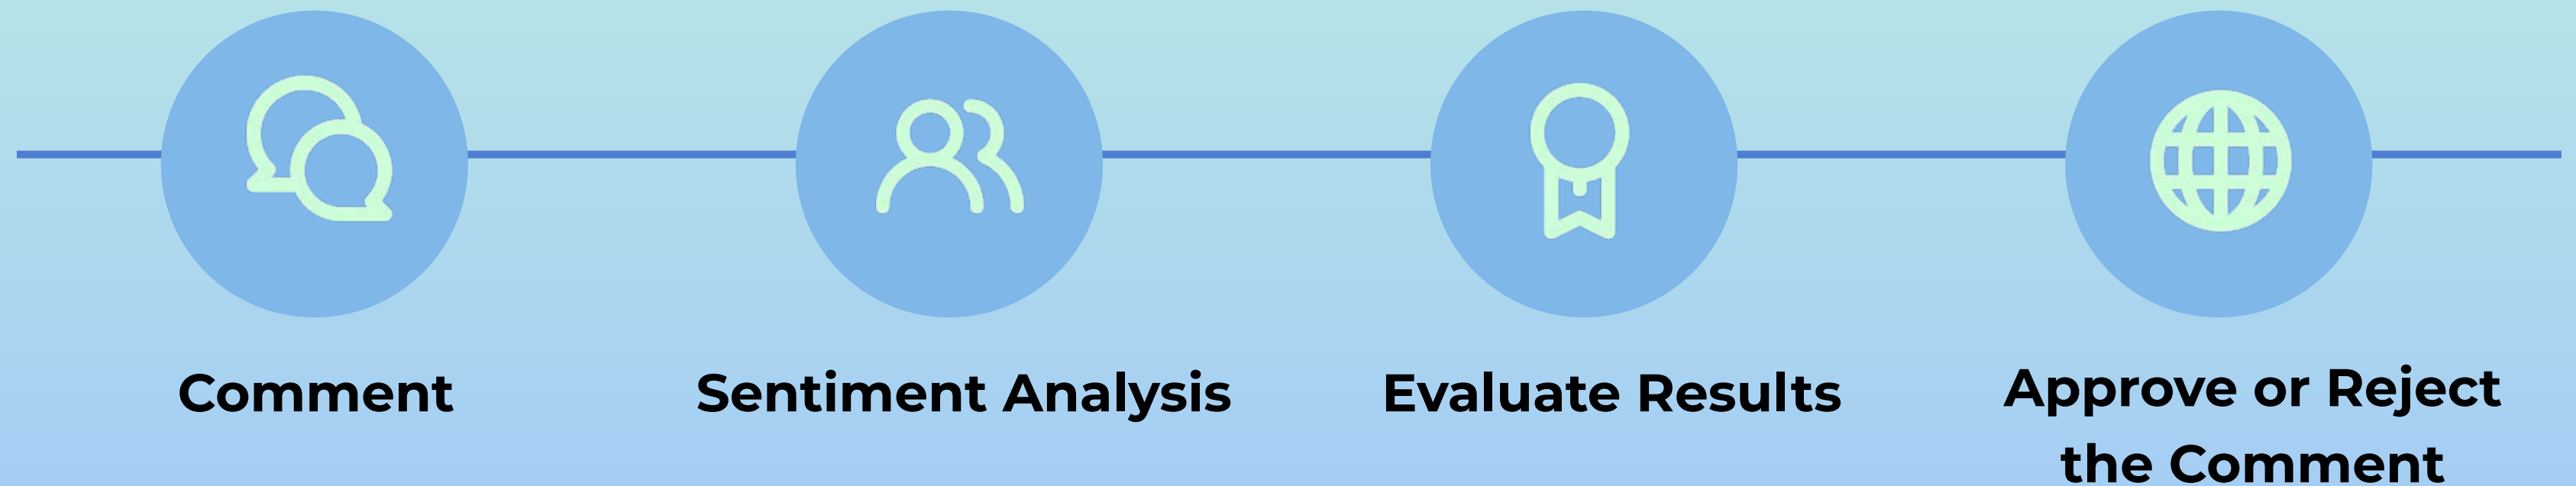 Comment
Sentiment Analysis
Evaluate Results
Approve or Reject
the Comment